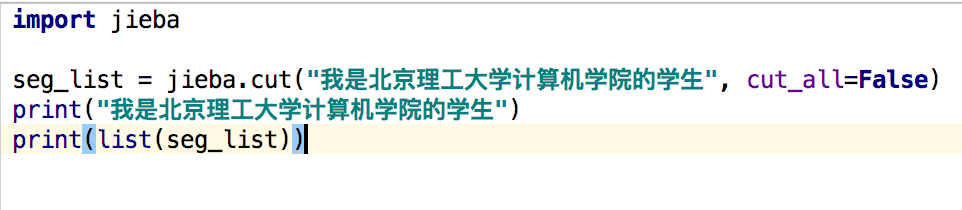 import jieba
seg_list = jieba.cut("我是北京理工大学计算机学院的学生", cut_all=False)
print("我是北京理工大学计算机学院的学生")
print(list(seg_list))